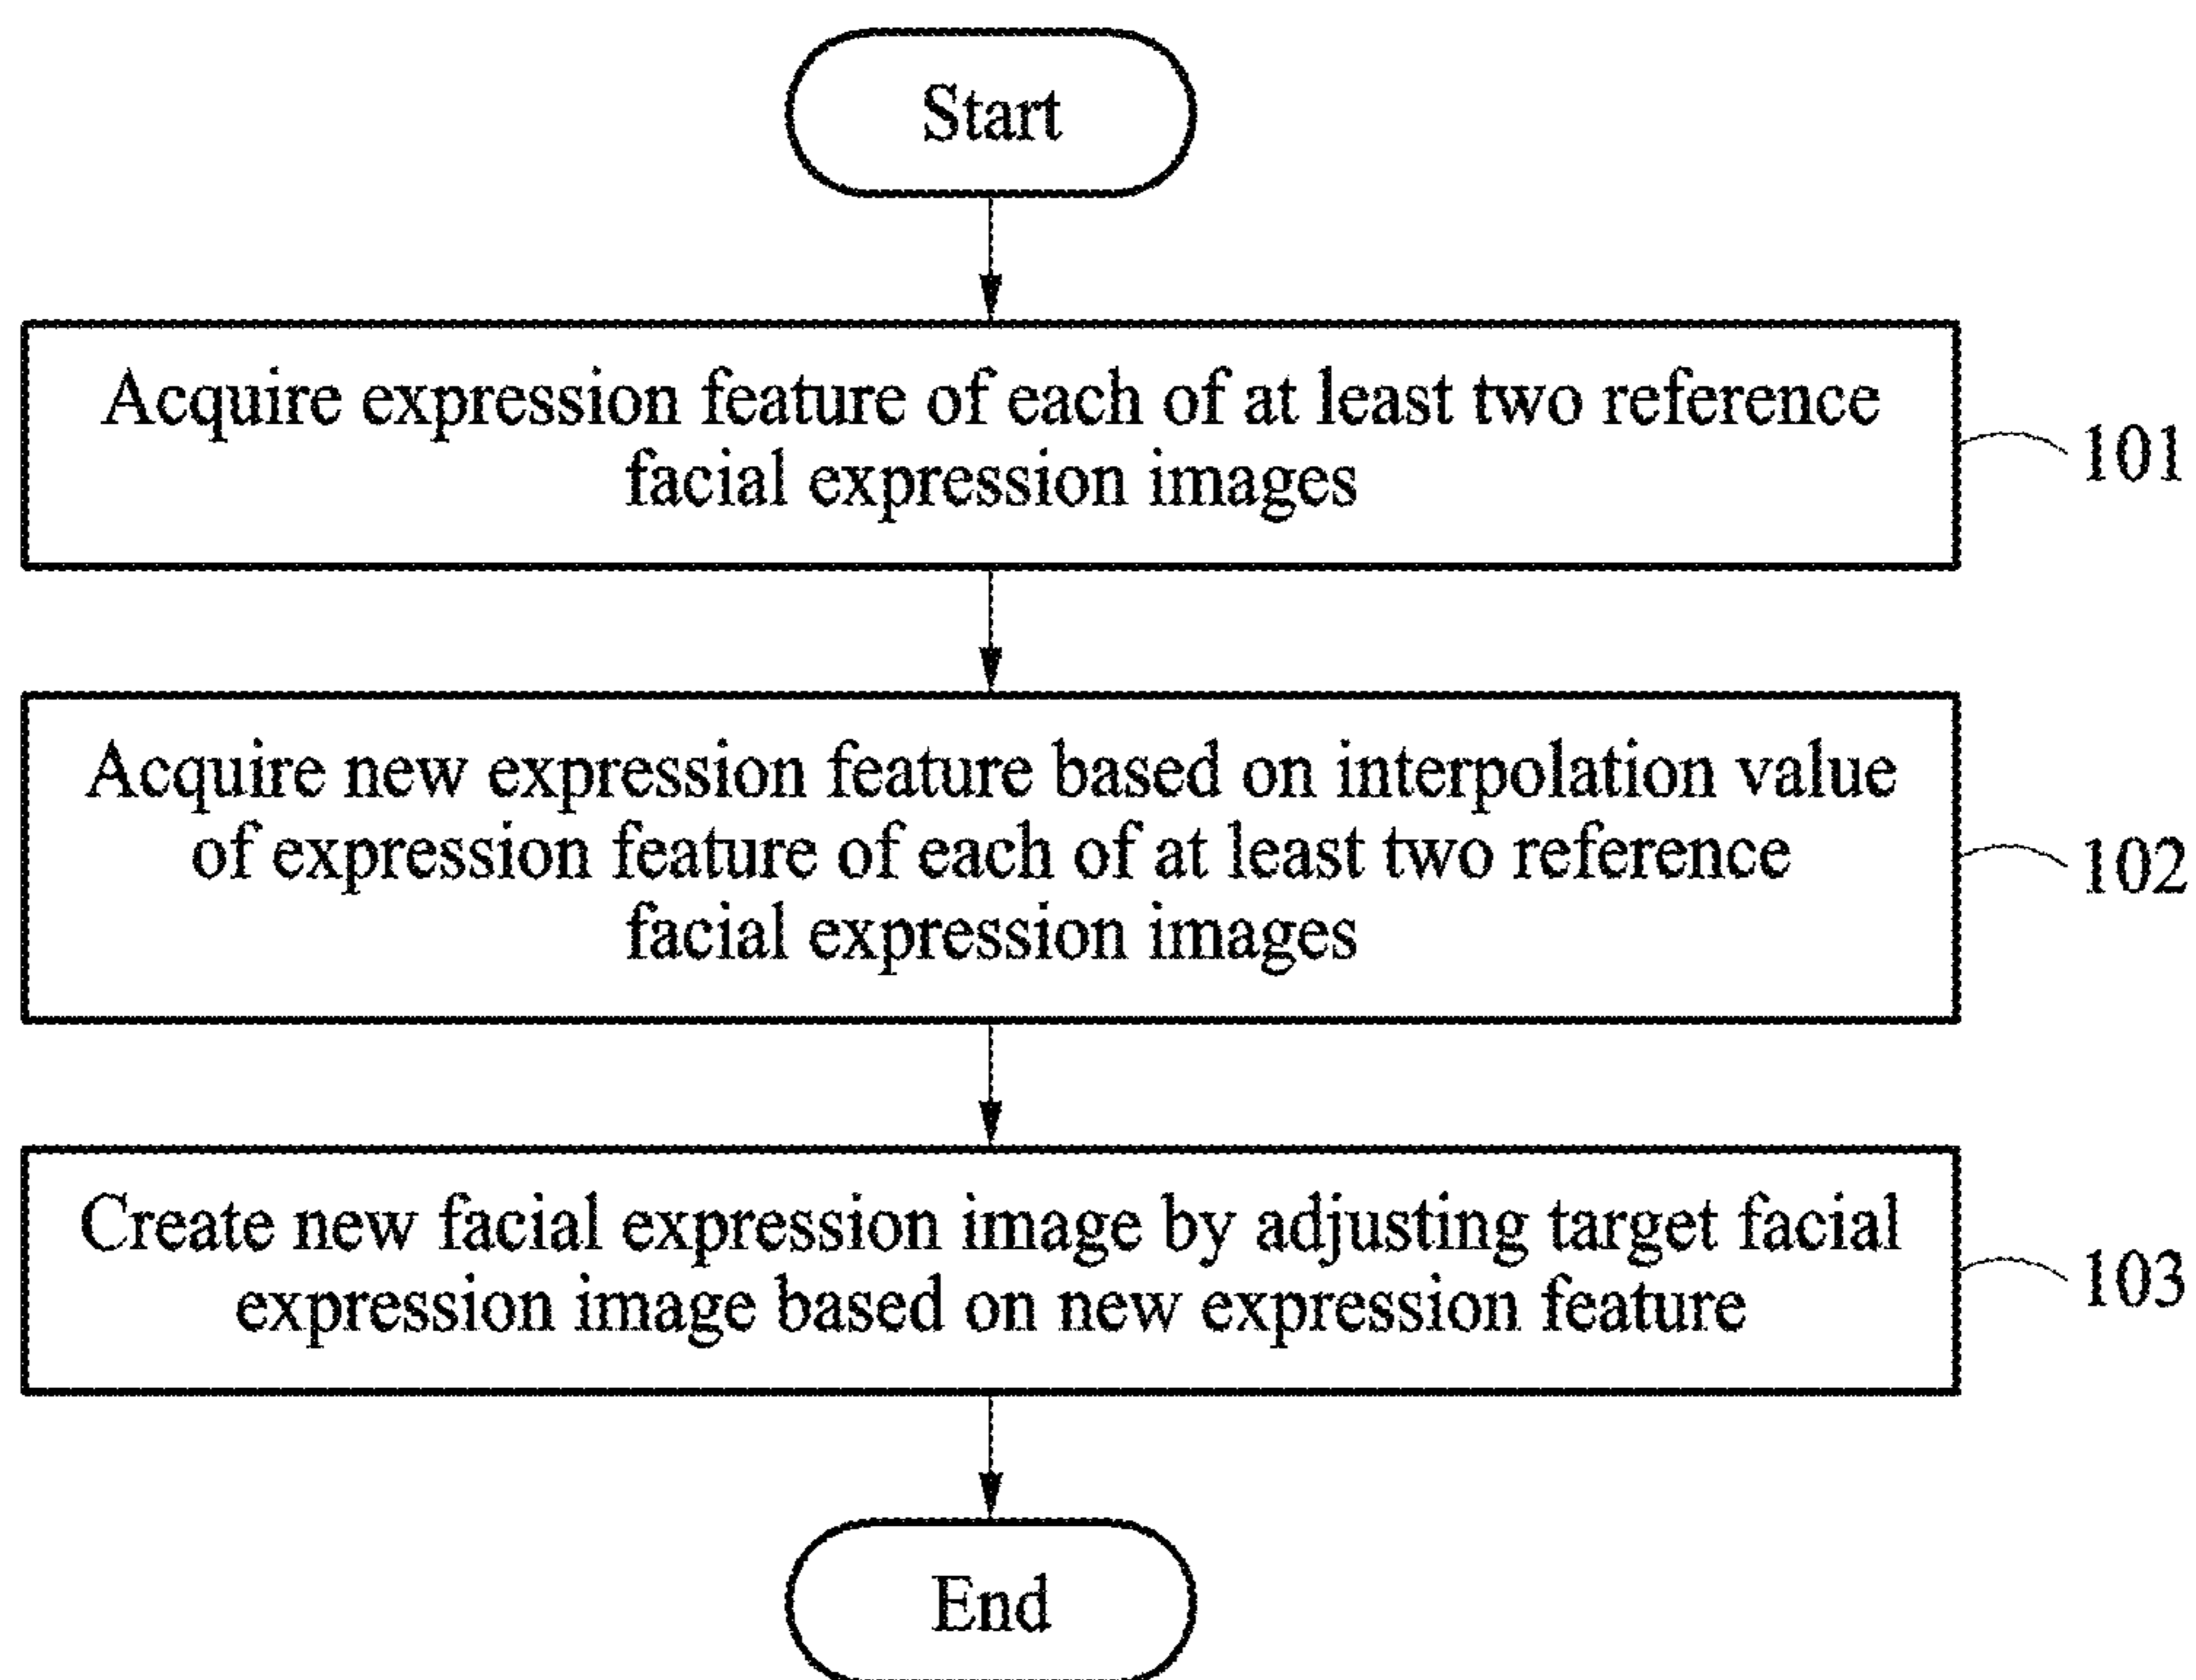 Start
Acquire expression feature of each of at least two reference
facial expression images
101
Acquire new expression feature based on interpolation value
of expression feature of each of at least two reference
facial expression images
102
Create new facial expression image by adjusting target facial
expression image based on new expression feature
103
End